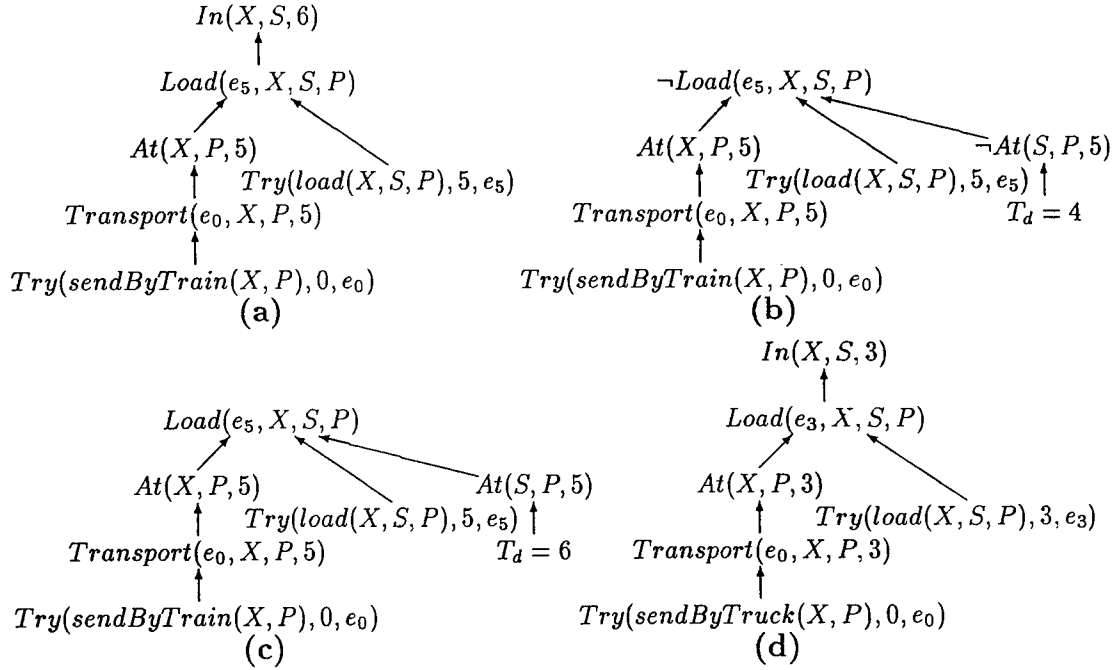 In(X, S, 6)
Load(e₅, X, S, P)
At(X, P, 5)
Try(load(X, S, P), 5, e₅)
Transport(e₀, X, P, 5)
Try(sendByTrain(X, P), 0, e₀)
(a)
¬Load(e₅, X, S, P)
At(X, P, 5)
¬At(S, P, 5)
Try(load(X, S, P), 5, e₅)
Transport(e₀, X, P, 5)
T_d = 4
Try(sendByTrain(X, P), 0, e₀)
(b)
Load(e₅, X, S, P)
At(X, P, 5)
At(S, P, 5)
Try(load(X, S, P), 5, e₅)
Transport(e₀, X, P, 5)
T_d = 6
Try(sendByTrain(X, P), 0, e₀)
(c)
In(X, S, 3)
Load(e₃, X, S, P)
At(X, P, 3)
Try(load(X, S, P), 3, e₃)
Transport(e₀, X, P, 3)
Try(sendByTruck(X, P), 0, e₀)
(d)